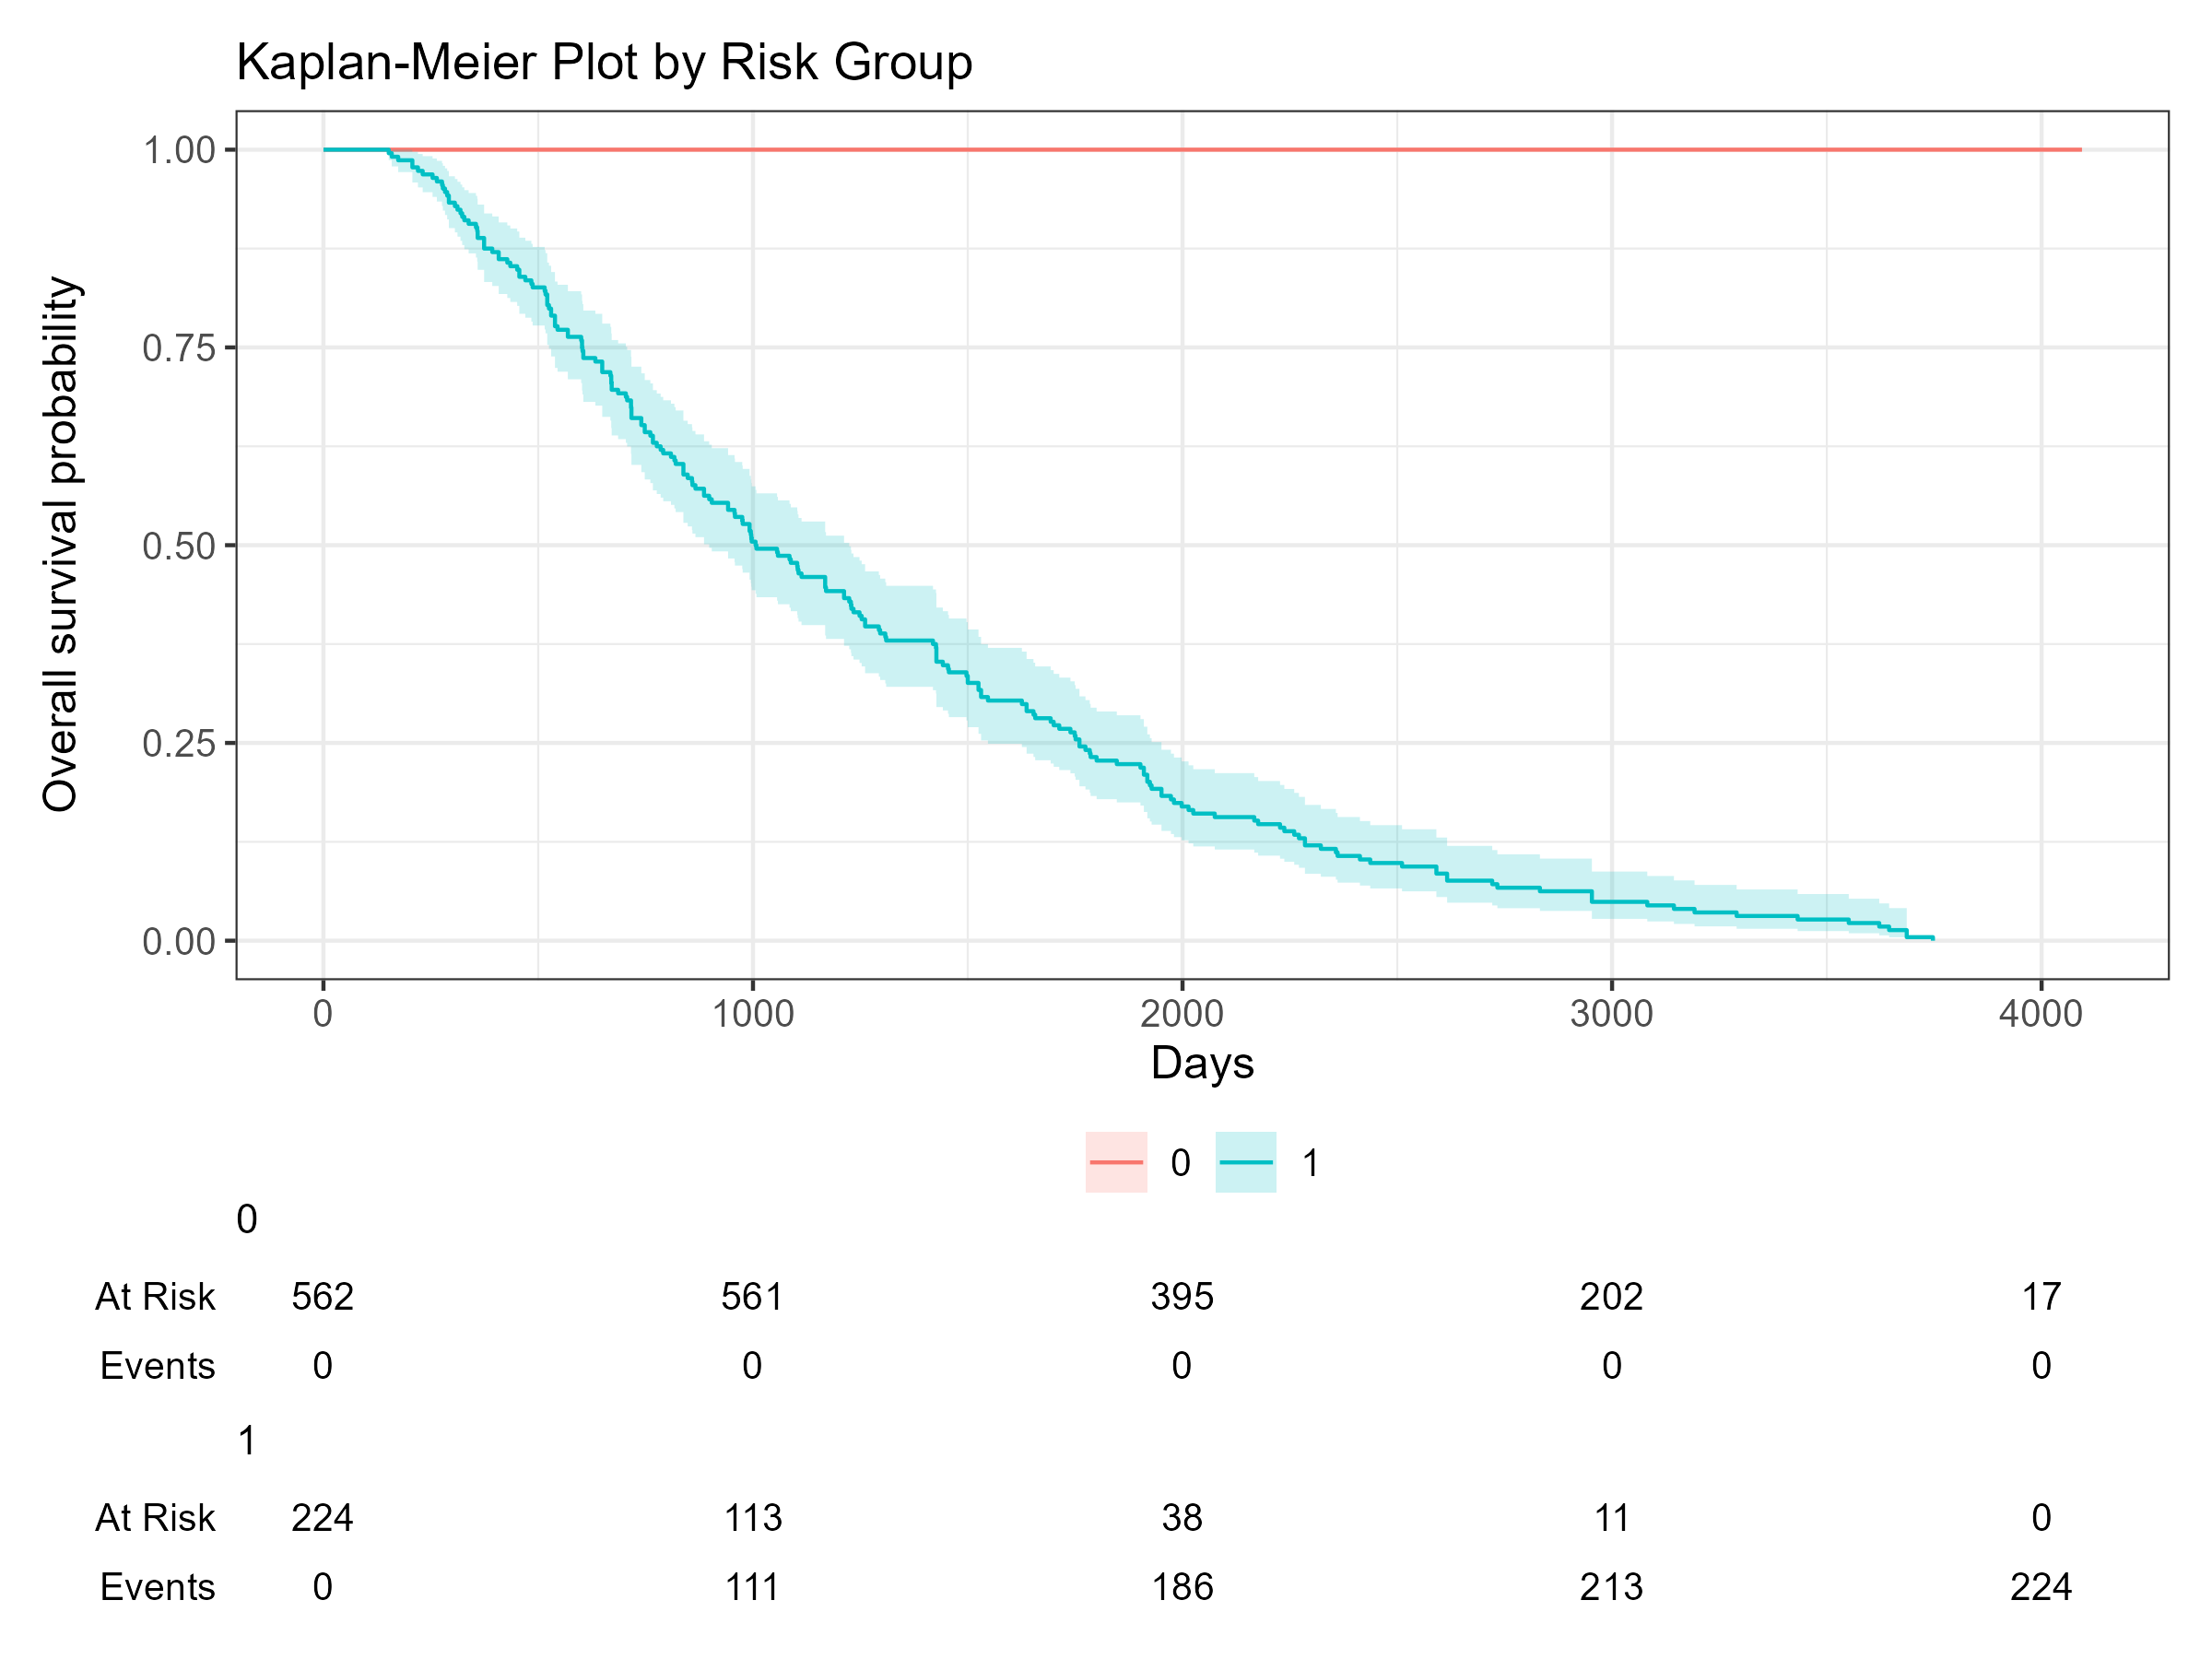 Kaplan-Meier Plot by Risk Group
Overall survival probability
1.00
0.75
0.50
0.25
0.00
0 1000 2000 3000 4000
Days
0 1
0
At Risk 562 561 395 202 17
Events 0 0 0 0 0
1
At Risk 224 113 38 11 0
Events 0 111 186 213 224